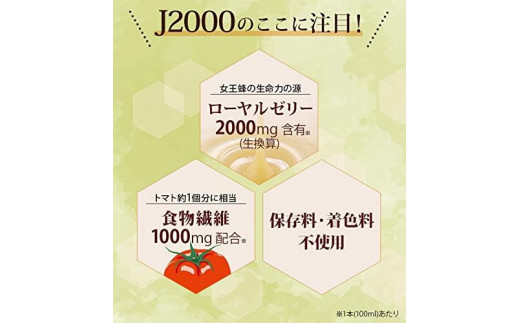 J2000のここに注目!
女王蜂の生命力の源
ローヤルゼリー
2000mg 含有※
(生換算)
トマト約1個分に相当
食物繊維
1000mg 配合※
保存料・着色料
不使用
※1本(100ml)あたり